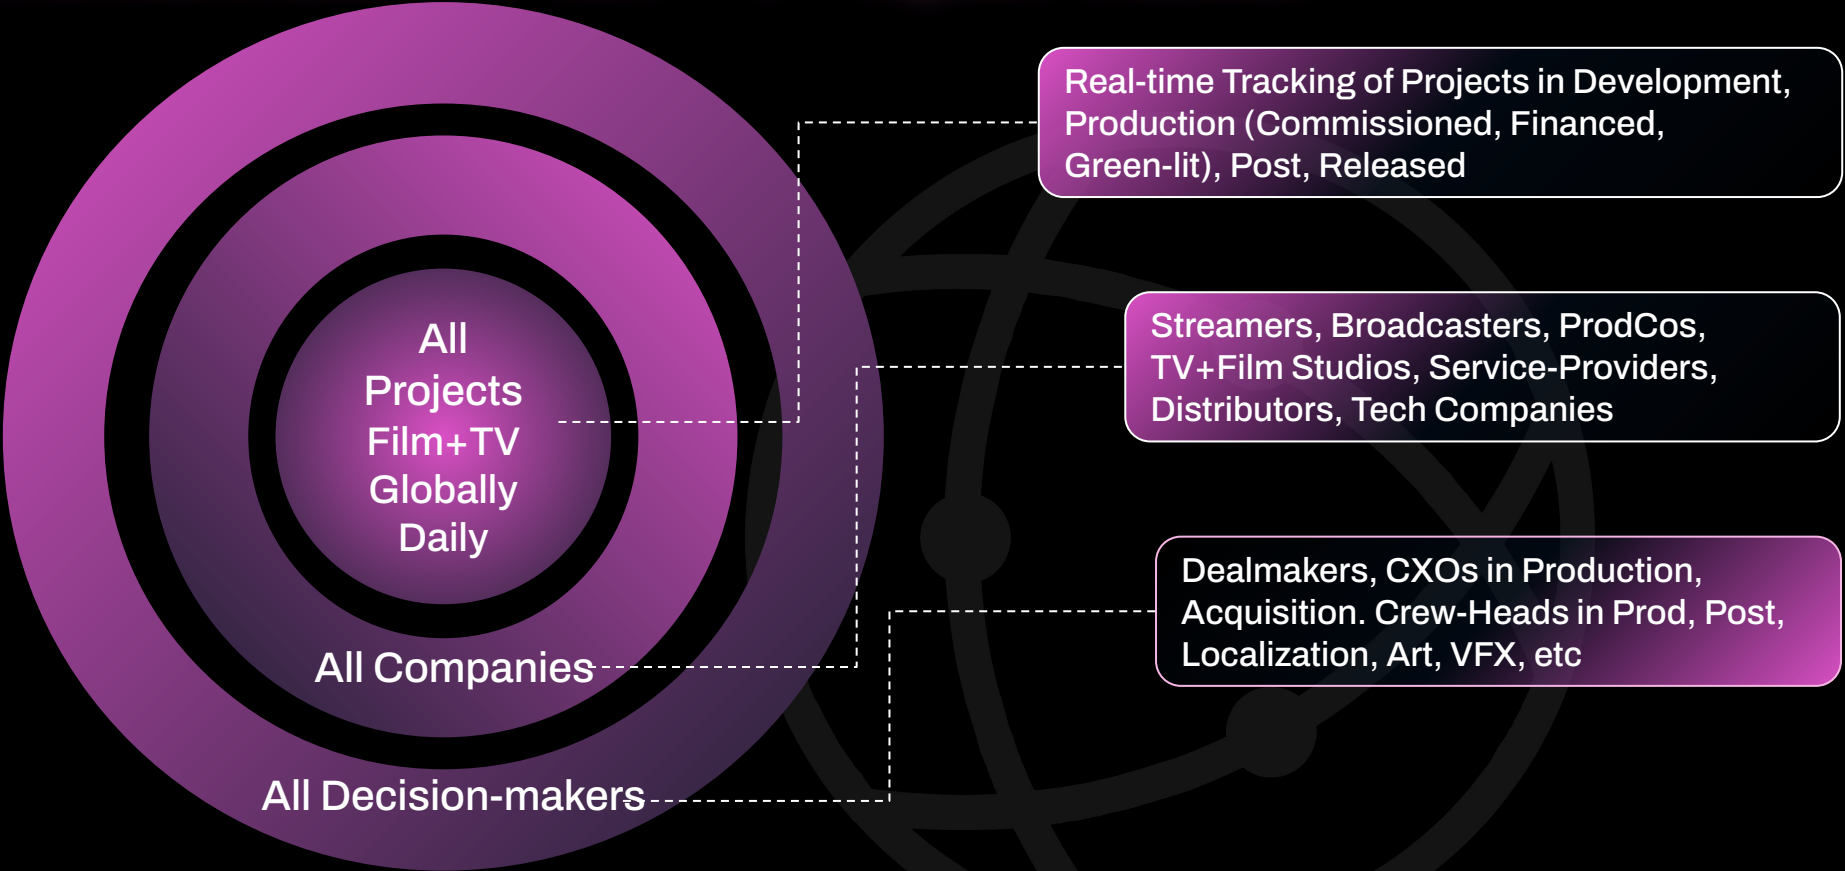 All
Projects
Film+TV
Globally
Daily
All Companies
All Decision-makers
Real-time Tracking of Projects in Development,
Production (Commissioned, Financed,
Green-lit), Post, Released
Streamers, Broadcasters, ProdCos,
TV+Film Studios, Service-Providers,
Distributors, Tech Companies
Dealmakers, CXOs in Production,
Acquisition. Crew-Heads in Prod, Post,
Localization, Art, VFX, etc